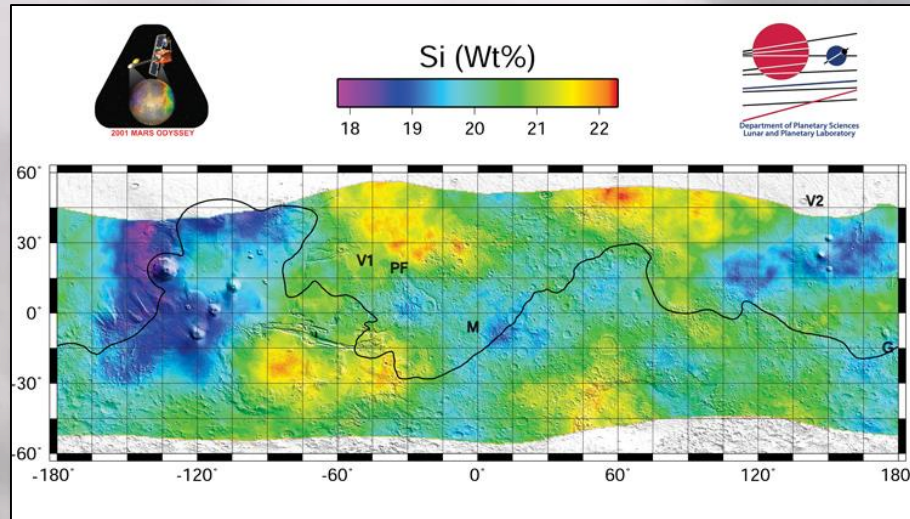 Si (Wt%)
18 19 20 21 22
2001 MARS ODYSSEY
Department of Planetary Sciences
Lunar and Planetary Laboratory
60°
30°
0°
-30°
-60°
V2
V1
PF
M
G
-180 -120 -60 0° 60° 120° 180